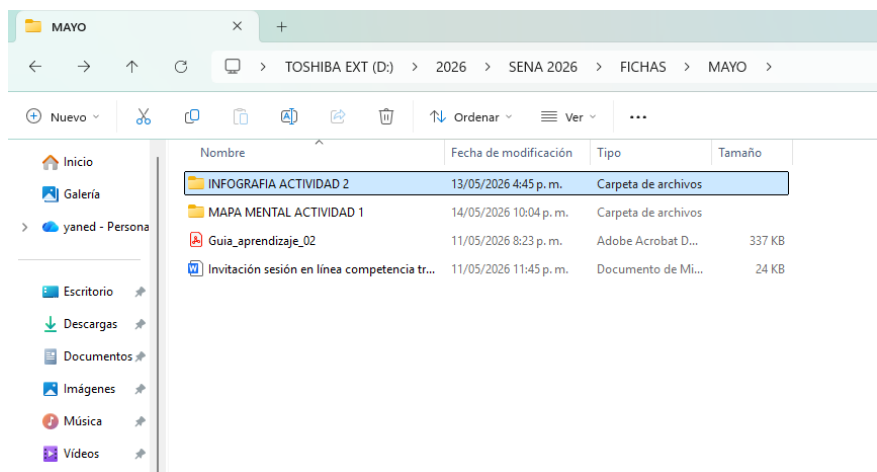 MAYO
TOSHIBA EXT (D:) > 2026 > SENA 2026 > FICHAS > MAYO >
Nuevo Ordenar Ver ...
Inicio
Galería
yaned - Persona
Escritorio
Descargas
Documentos
Imágenes
Música
Vídeos
Nombre Fecha de modificación Tipo Tamaño
INFOGRAFIA ACTIVIDAD 2 13/05/2026 4:45 p. m. Carpeta de archivos
MAPA MENTAL ACTIVIDAD 1 14/05/2026 10:04 p. m. Carpeta de archivos
Guia_aprendizaje_02 11/05/2026 8:23 p. m. Adobe Acrobat D... 337 KB
Invitación sesión en línea competencia tr... 11/05/2026 11:45 p. m. Documento de Mi... 24 KB